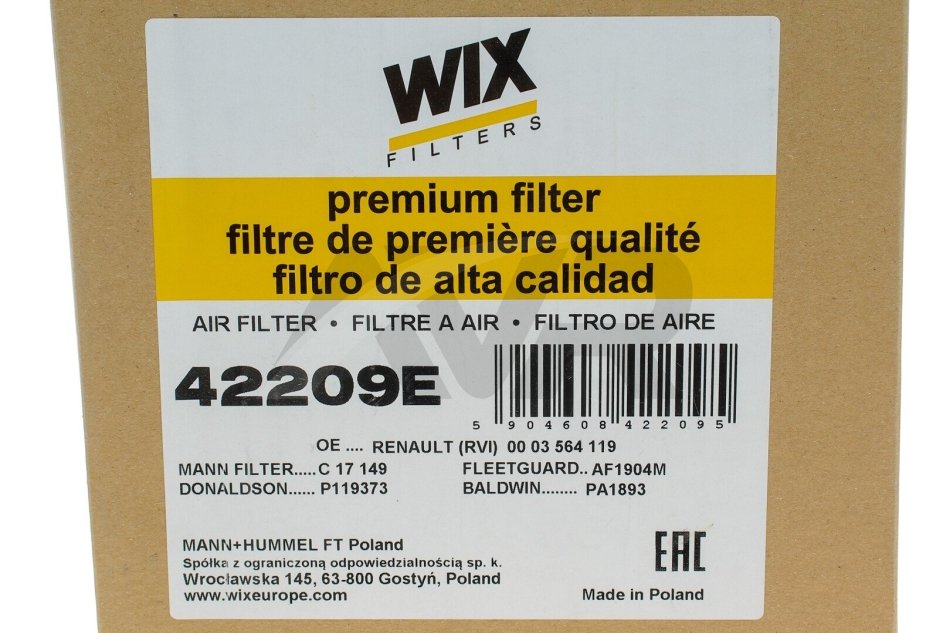 WIX
FILTERS
premium filter
filtre de première qualité
filtro de alta calidad
AIR FILTER • FILTRE A AIR • FILTRO DE AIRE
42209E
5 904608 422095
OE .... RENAULT (RVI) 00 03 564 119
MANN FILTER.....C 17 149 FLEETGUARD.. AF1904M
DONALDSON...... P119373 BALDWIN........ PA1893
MANN+HUMMEL FT Poland
Spółka z ograniczoną odpowiedzialnością sp. k.
Wrocławska 145, 63-800 Gostyń, Poland
www.wixeurope.com
EAC
Made in Poland